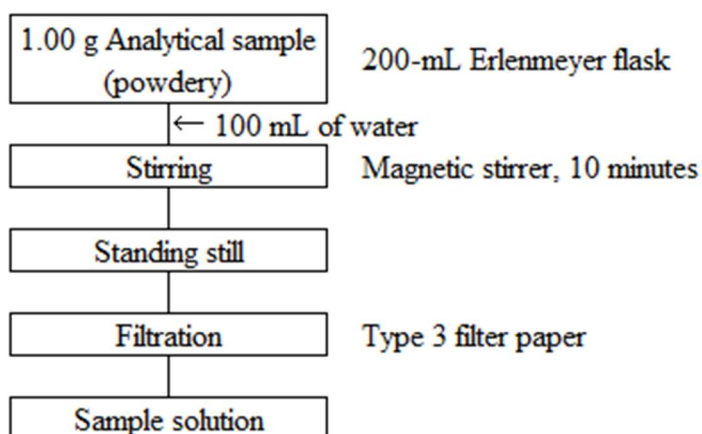 1.00 g Analytical sample
(powdery)
200-mL Erlenmeyer flask
← 100 mL of water
Stirring
Magnetic stirrer, 10 minutes
Standing still
Filtration
Type 3 filter paper
Sample solution